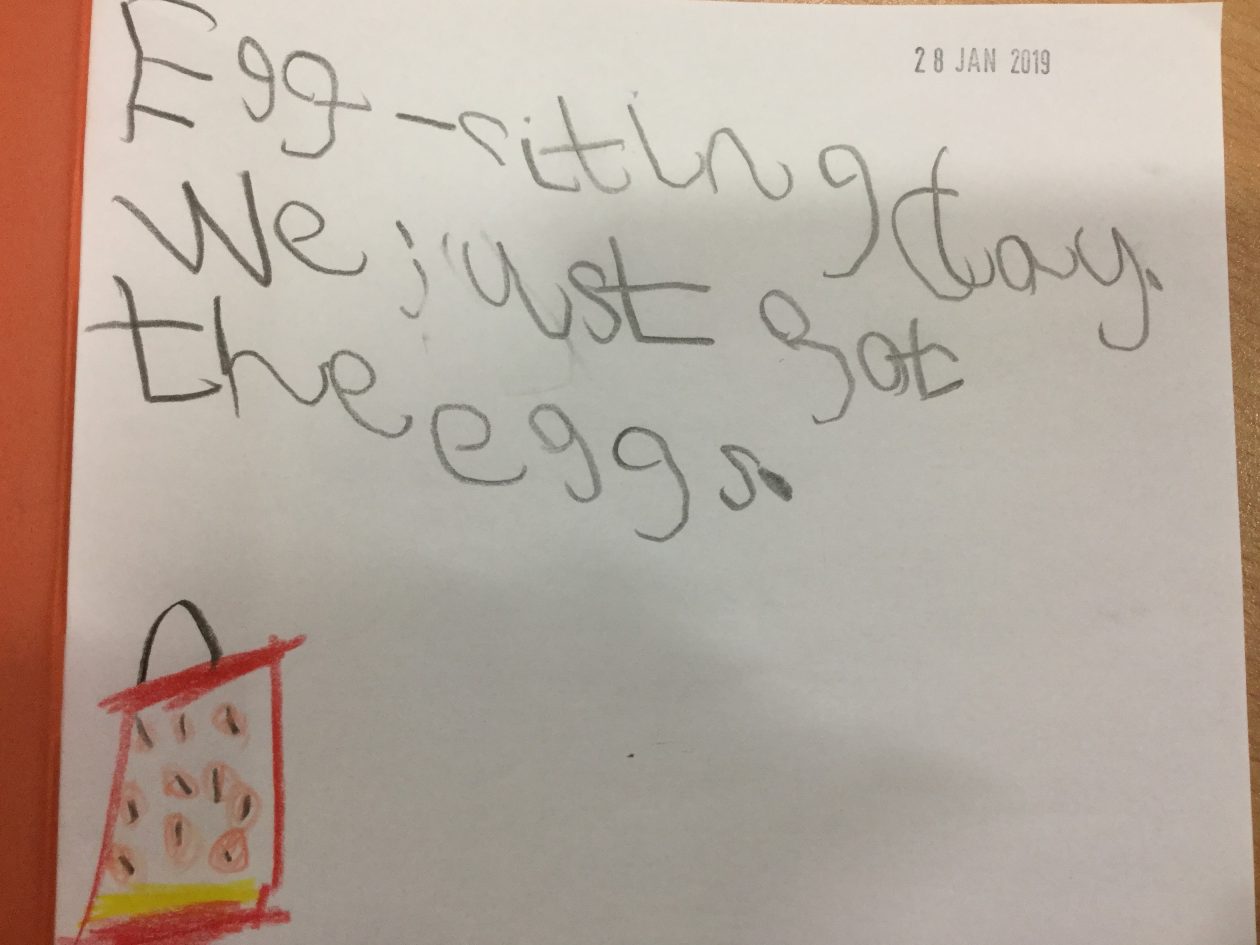 28 JAN 2019
Egg-siting day.
We just got
the eggs.